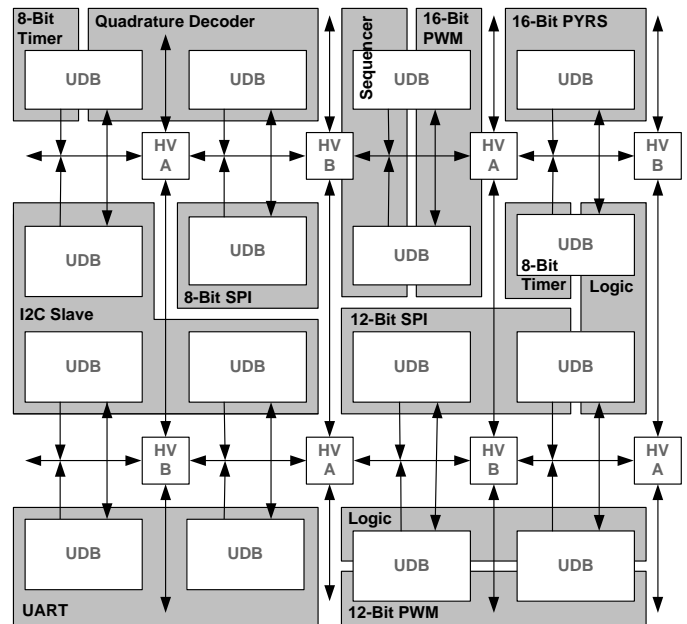 8-Bit
Timer
Quadrature Decoder
Sequencer
16-Bit
PWM
16-Bit PYRS
UDB
UDB
UDB
UDB
HV
A
HV
B
HV
A
HV
B
UDB
UDB
UDB
UDB
8-Bit
Timer
Logic
8-Bit SPI
I2C Slave
12-Bit SPI
UDB
UDB
UDB
UDB
HV
B
HV
A
HV
B
HV
A
Logic
UDB
UDB
UDB
UDB
UART
12-Bit PWM